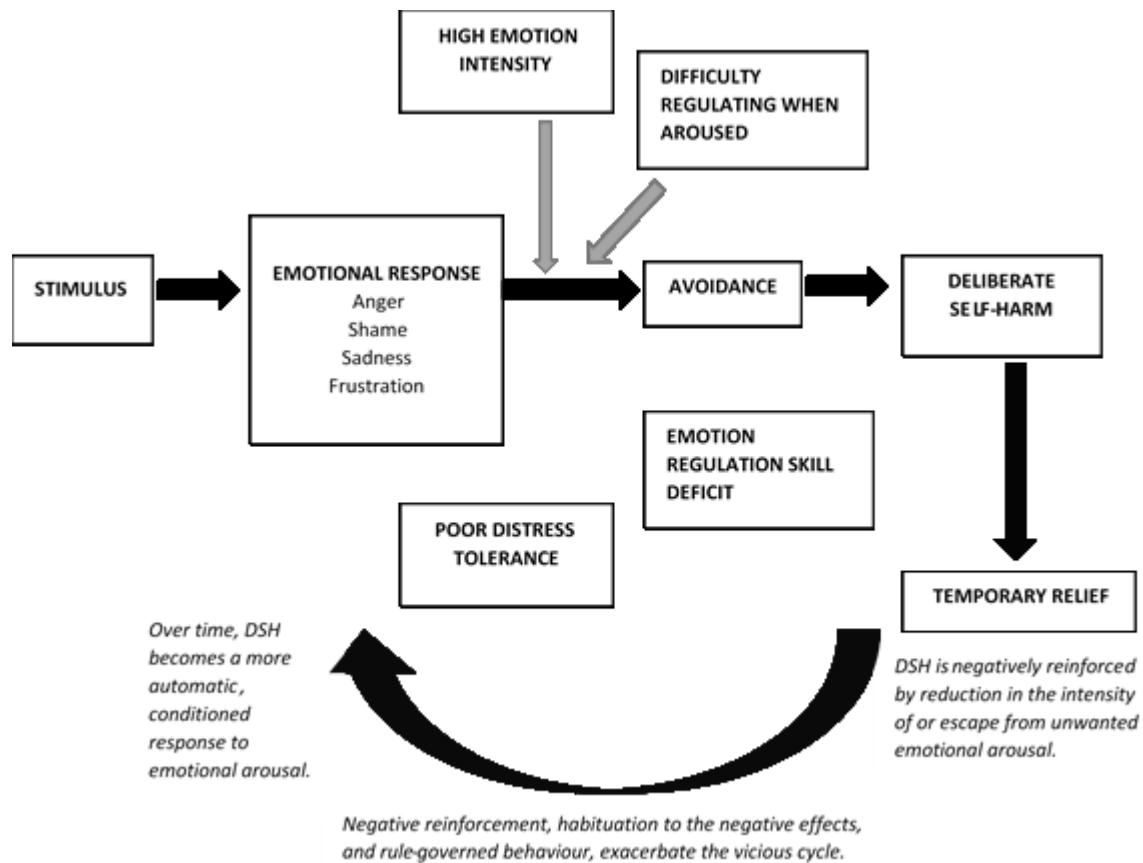 HIGH EMOTION
INTENSITY
DIFFICULTY
REGULATING WHEN
AROUSED
STIMULUS
EMOTIONAL RESPONSE
Anger
Shame
Sadness
Frustration
AVOIDANCE
DELIBERATE
SELF-HARM
EMOTION
REGULATION SKILL
DEFICIT
POOR DISTRESS
TOLERANCE
TEMPORARY RELIEF
Over time, DSH
becomes a more
automatic,
conditioned
response to
emotional arousal.
DSH is negatively reinforced
by reduction in the intensity
of or escape from unwanted
emotional arousal.
Negative reinforcement, habituation to the negative effects,
and rule-governed behaviour, exacerbate the vicious cycle.